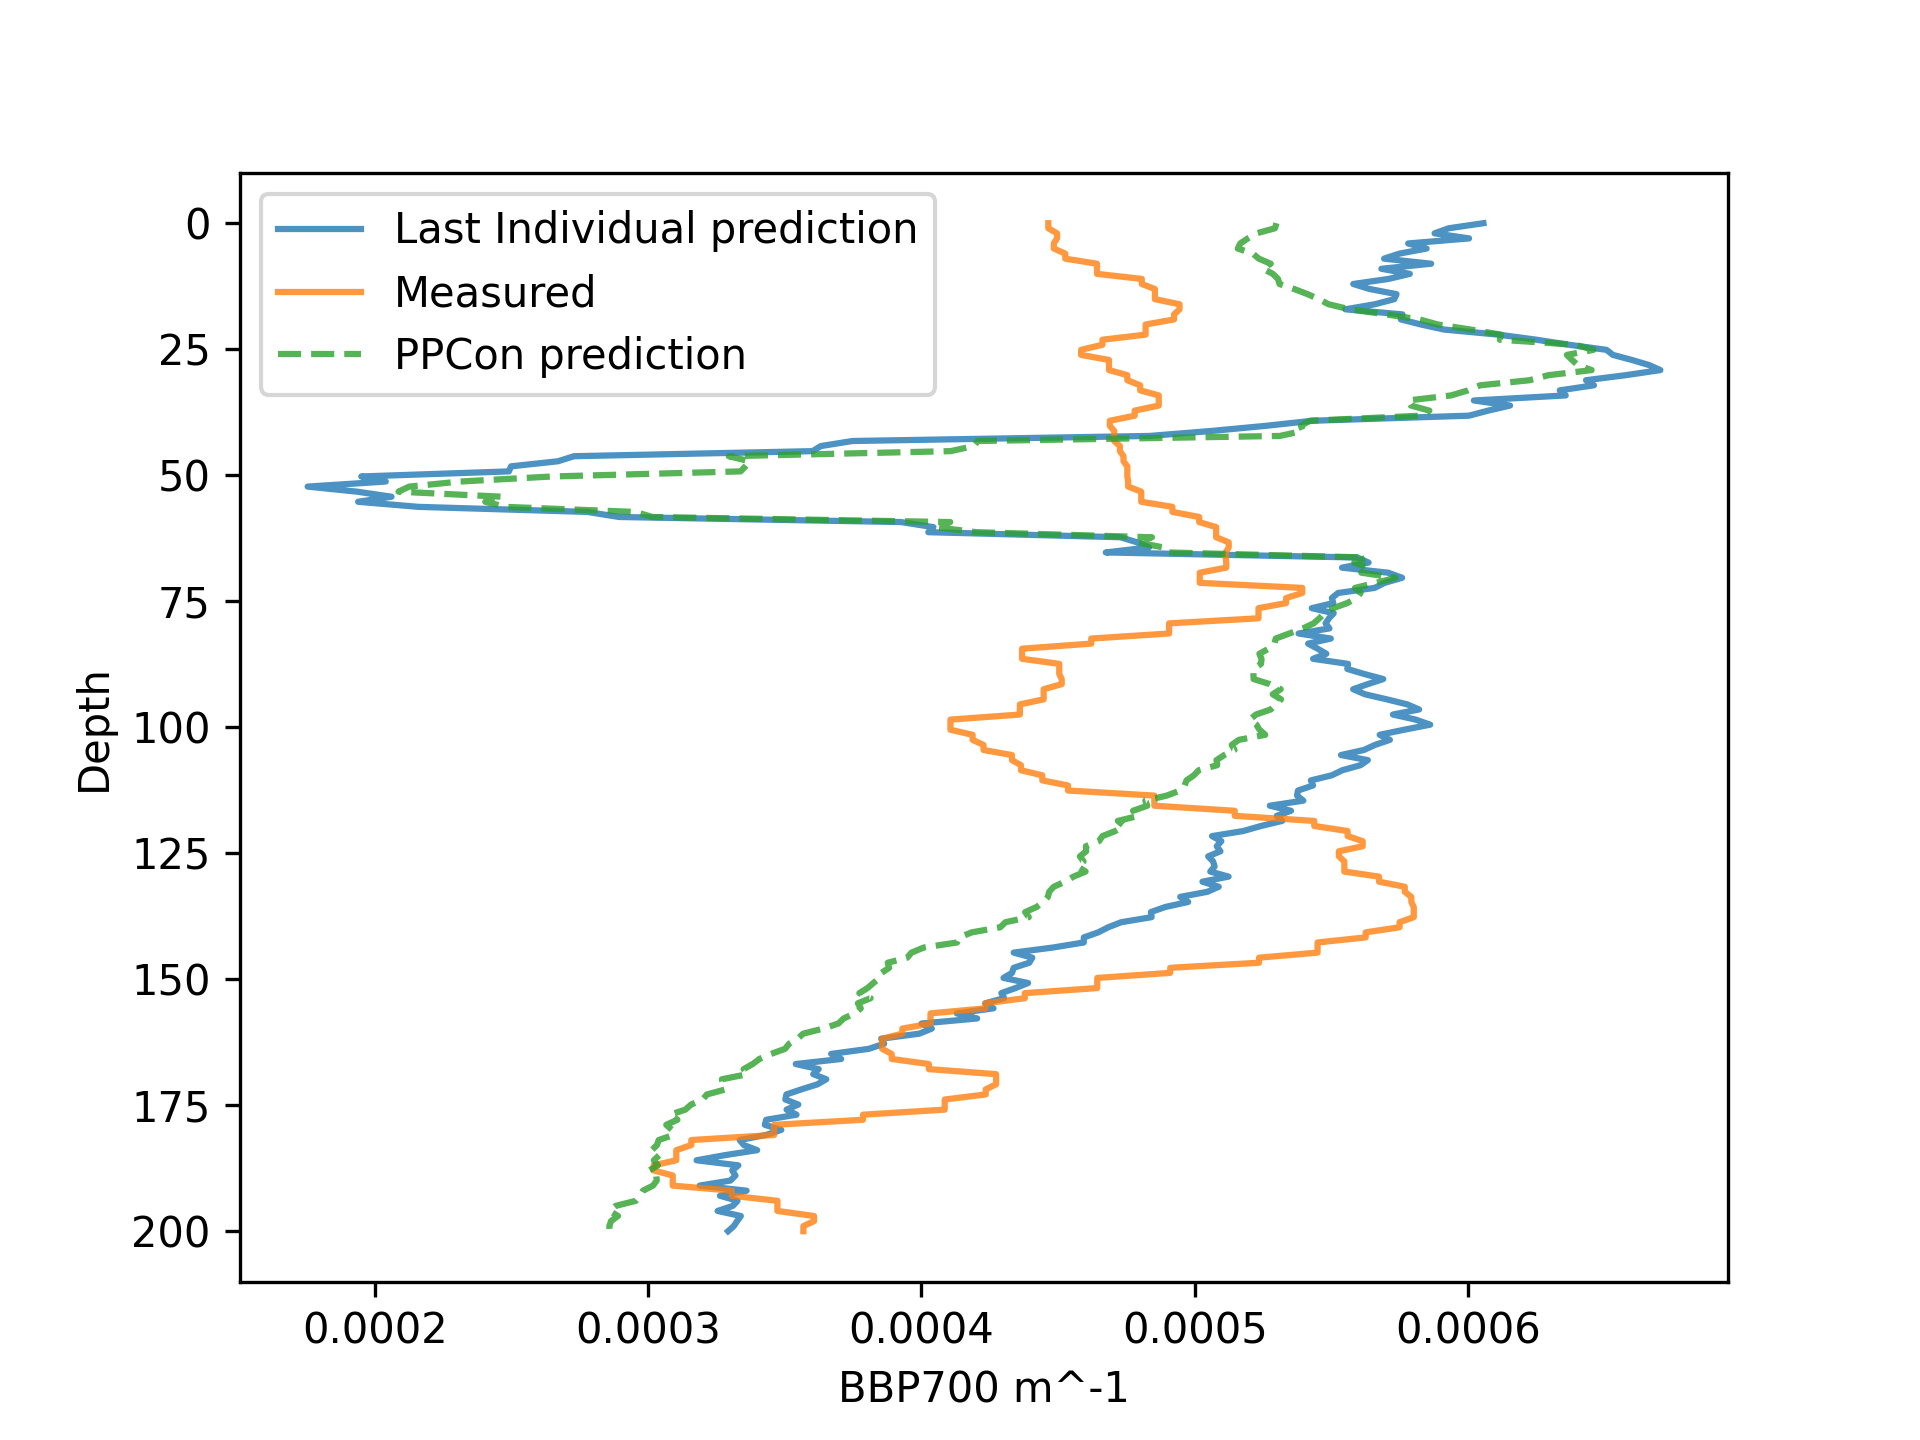 Last Individual prediction
Measured
PPCon prediction
0
25
50
75
100
125
150
175
200
Depth
0.0002 0.0003 0.0004 0.0005 0.0006
BBP700 m^-1